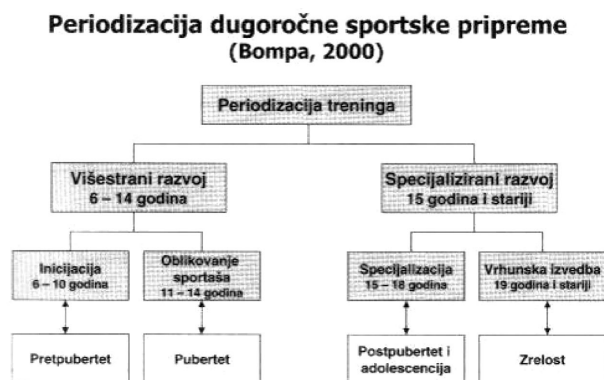 Periodizacija dugoročne sportske pripreme
(Bompa, 2000)
Periodizacija treninga
Višestrani razvoj
6 – 14 godina
Specijalizirani razvoj
15 godina i stariji
Inicijacija
6 – 10 godina
Oblikovanje
sportaša
11 – 14 godina
Specijalizacija
15 – 18 godina
Vrhunska izvedba
19 godina i stariji
Pretpubertet
Pubertet
Postpubertet i
adolescencija
Zrelost